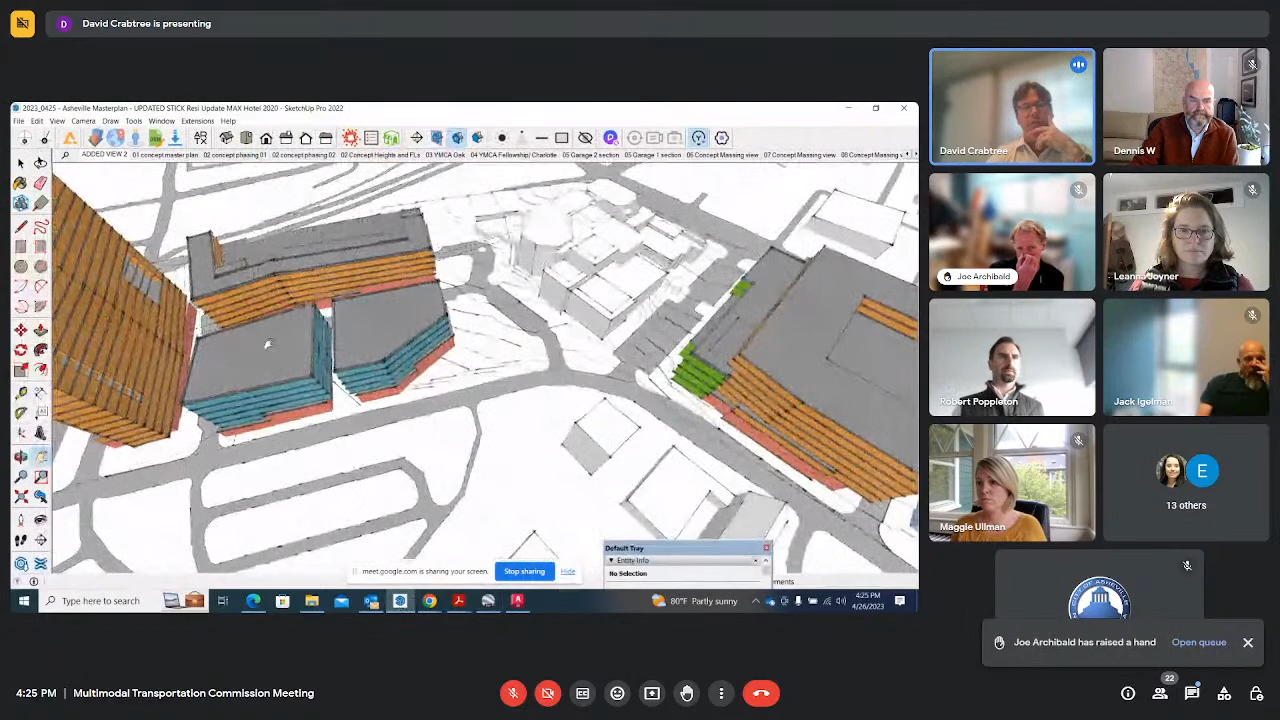 David Crabtree is presenting
D
2023_0425 - Asheville Masterplan - UPDATED STICK Resi Update MAX Hotel 2020 - SketchUp Pro 2022
File Edit View Camera Draw Tools Window Extensions Help
ADDED VIEW 2 01 concept master plan 02 concept phasing 01 02 concept phasing 02 02 Concept Heights and FLs 03 YMCA Oak 04 YMCA Fellowship/ Charlotte 05 Garage 2 section 05 Garage 1 section 06 Concept Massing view 07 Concept Massing view 08 Concept Massing
Default Tray
Entity Info
No Selection
meet.google.com is sharing your screen.
Stop sharing
Hide
Type here to search
80°F Partly sunny
4:25 PM
4/26/2023
David Crabtree
Dennis W
Joe Archibald
Leanna Joyner
Robert Poppleton
Jack Igelman
Maggie Ullman
E
13 others
Joe Archibald has raised a hand
Open queue
4:25 PM | Multimodal Transportation Commission Meeting
22